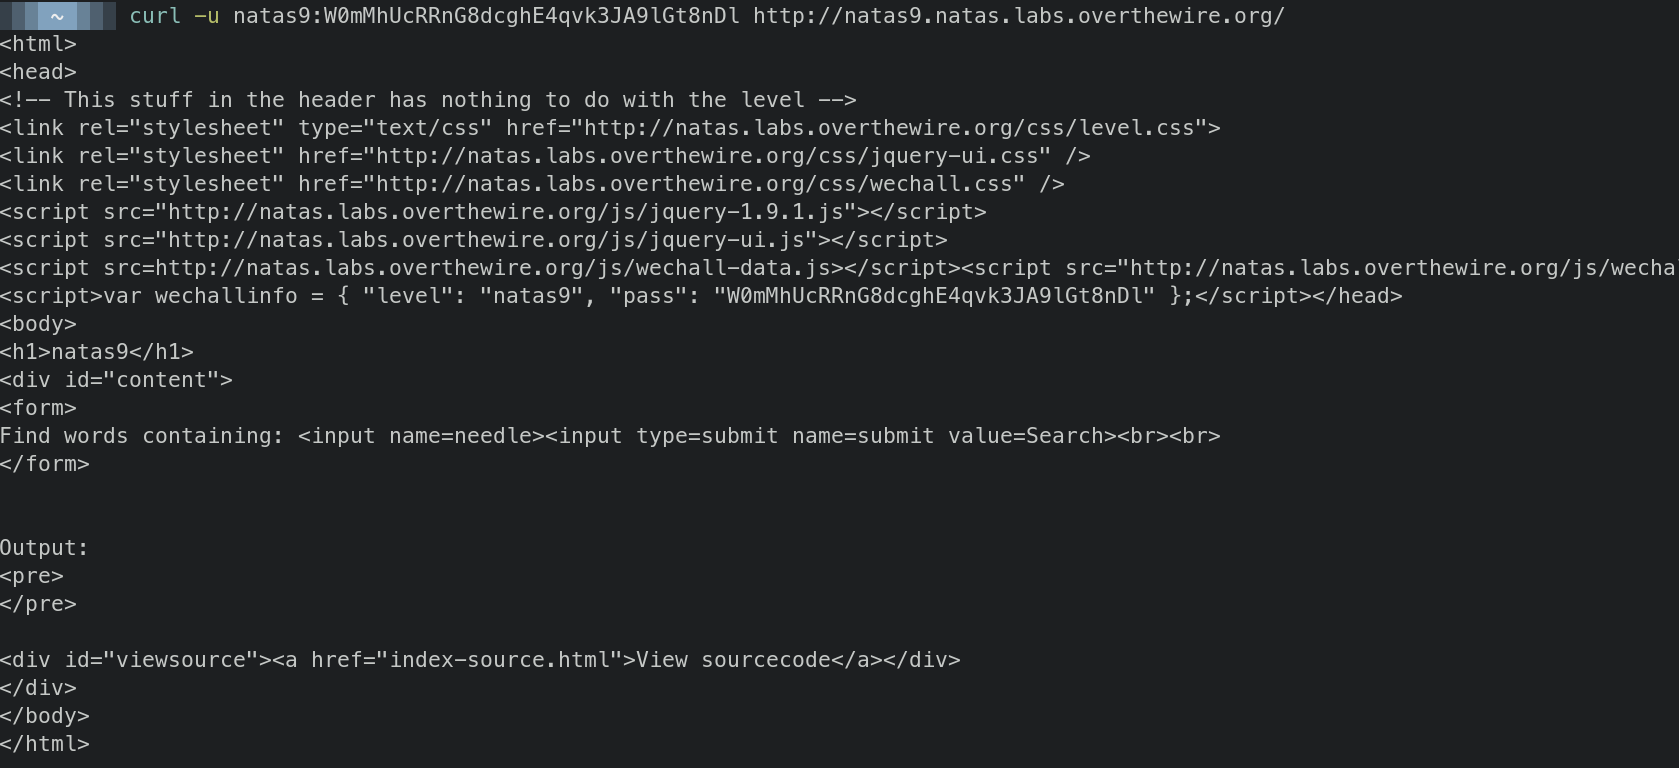 ~ curl -u natas9:W0mMhUcRRnG8dcghE4qvk3JA9lGt8nDl http://natas9.natas.labs.overthewire.org/
<html>
<head>
<!-- This stuff in the header has nothing to do with the level -->
<link rel="stylesheet" type="text/css" href="http://natas.labs.overthewire.org/css/level.css">
<link rel="stylesheet" href="http://natas.labs.overthewire.org/css/jquery-ui.css" />
<link rel="stylesheet" href="http://natas.labs.overthewire.org/css/wechall.css" />
<script src="http://natas.labs.overthewire.org/js/jquery-1.9.1.js"></script>
<script src="http://natas.labs.overthewire.org/js/jquery-ui.js"></script>
<script src=http://natas.labs.overthewire.org/js/wechall-data.js></script><script src="http://natas.labs.overthewire.org/js/wecha
<script>var wechallinfo = { "level": "natas9", "pass": "W0mMhUcRRnG8dcghE4qvk3JA9lGt8nDl" };</script></head>
<body>
<h1>natas9</h1>
<div id="content">
<form>
Find words containing: <input name=needle><input type=submit name=submit value=Search><br><br>
</form>
Output:
<pre>
</pre>
<div id="viewsource"><a href="index-source.html">View sourcecode</a></div>
</div>
</body>
</html>